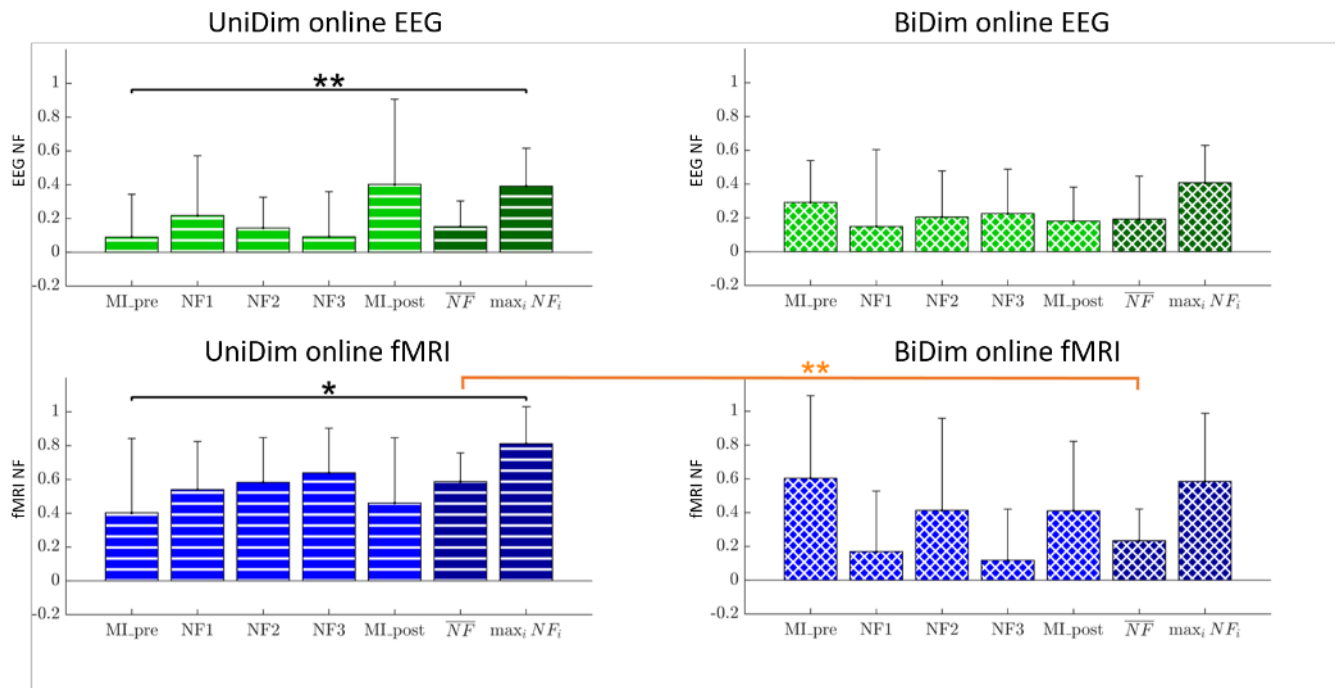 UniDim online EEG
**
EEG NF
1
0.8
0.6
0.4
0.2
0
-0.2
MI_pre NF1 NF2 NF3 MI_post NF max_i NF_i
BiDim online EEG
1
0.8
0.6
0.4
0.2
0
-0.2
EEG NF
MI_pre NF1 NF2 NF3 MI_post NF max_i NF_i
UniDim online fMRI
*
fMRI NF
1
0.8
0.6
0.4
0.2
0
-0.2
MI_pre NF1 NF2 NF3 MI_post NF max_i NF_i
**
BiDim online fMRI
fMRI NF
1
0.8
0.6
0.4
0.2
0
-0.2
MI_pre NF1 NF2 NF3 MI_post NF max_i NF_i